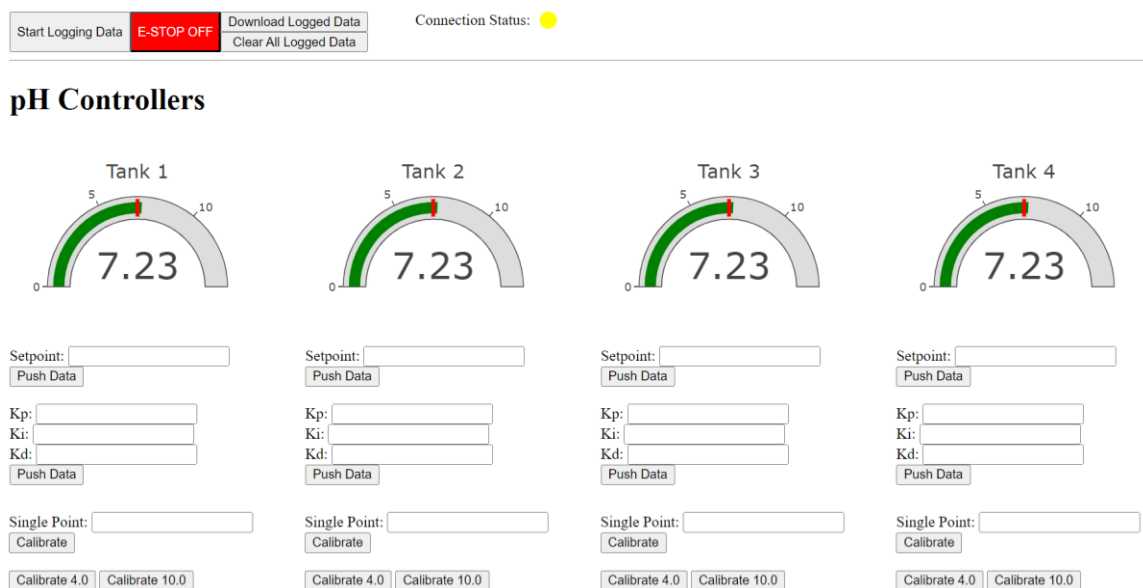 Start Logging Data E-STOP OFF Download Logged Data Connection Status:
Clear All Logged Data
pH Controllers
Tank 1 Tank 2 Tank 3 Tank 4
5 5 5 5
10 10 10 10
7.23 7.23 7.23 7.23
0 0 0 0
Setpoint: Setpoint: Setpoint: Setpoint:
Push Data Push Data Push Data Push Data
Kp: Kp: Kp: Kp:
Ki: Ki: Ki: Ki:
Kd: Kd: Kd: Kd:
Push Data Push Data Push Data Push Data
Single Point: Single Point: Single Point: Single Point:
Calibrate Calibrate Calibrate Calibrate
Calibrate 4.0 Calibrate 10.0 Calibrate 4.0 Calibrate 10.0 Calibrate 4.0 Calibrate 10.0 Calibrate 4.0 Calibrate 10.0